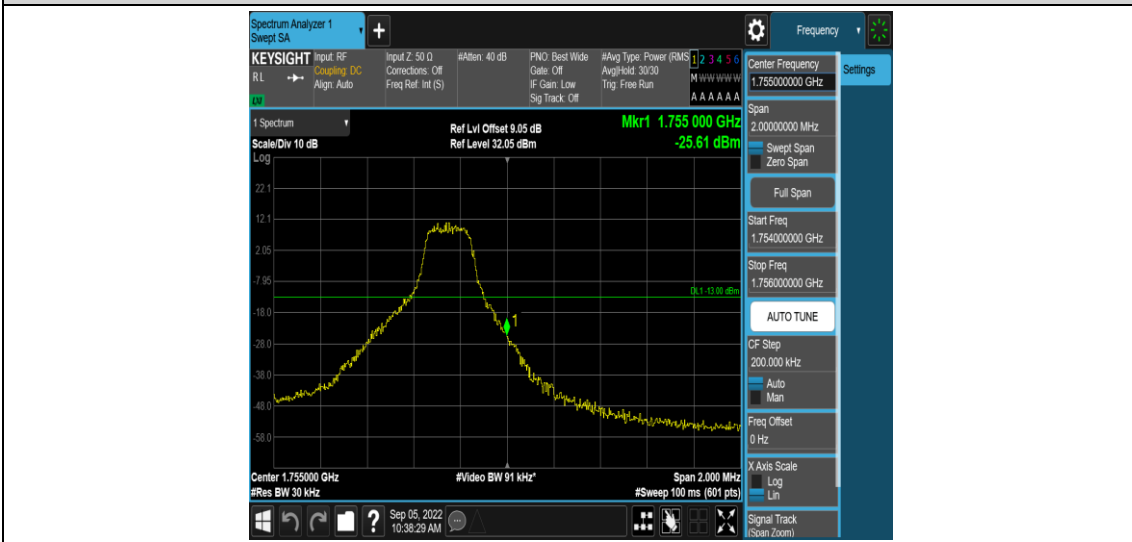 Spectrum Analyzer 1
Swept SA
+
Frequency
KEYSIGHT
RL
LXI
Input: RF
Coupling: DC
Align: Auto
Input Z: 50 Ω
Corrections: Off
Freq Ref: Int (S)
#Atten: 40 dB
PNO: Best Wide
Gate: Off
IF Gain: Low
Sig Track: Off
#Avg Type: Power (RMS
Avg|Hold: 30/30
Trig: Free Run
1 2 3 4 5 6
M W W W W W
A A A A A A
1 Spectrum
Scale/Div 10 dB
Log
Ref Lvl Offset 9.05 dB
Ref Level 32.05 dBm
Mkr1 1.755 000 GHz
-25.61 dBm
22.1
12.1
2.05
-7.95
-18.0
-28.0
-38.0
-48.0
-58.0
DL1 -13.00 dBm
1
Center 1.755000 GHz
#Res BW 30 kHz
#Video BW 91 kHz*
Span 2.000 MHz
#Sweep 100 ms (601 pts)
?
Sep 05, 2022
10:38:29 AM
Center Frequency
1.755000000 GHz
Settings
Span
2.00000000 MHz
Swept Span
Zero Span
Full Span
Start Freq
1.754000000 GHz
Stop Freq
1.756000000 GHz
AUTO TUNE
CF Step
200.000 kHz
Auto
Man
Freq Offset
0 Hz
X Axis Scale
Log
Lin
Signal Track
(Span Zoom)